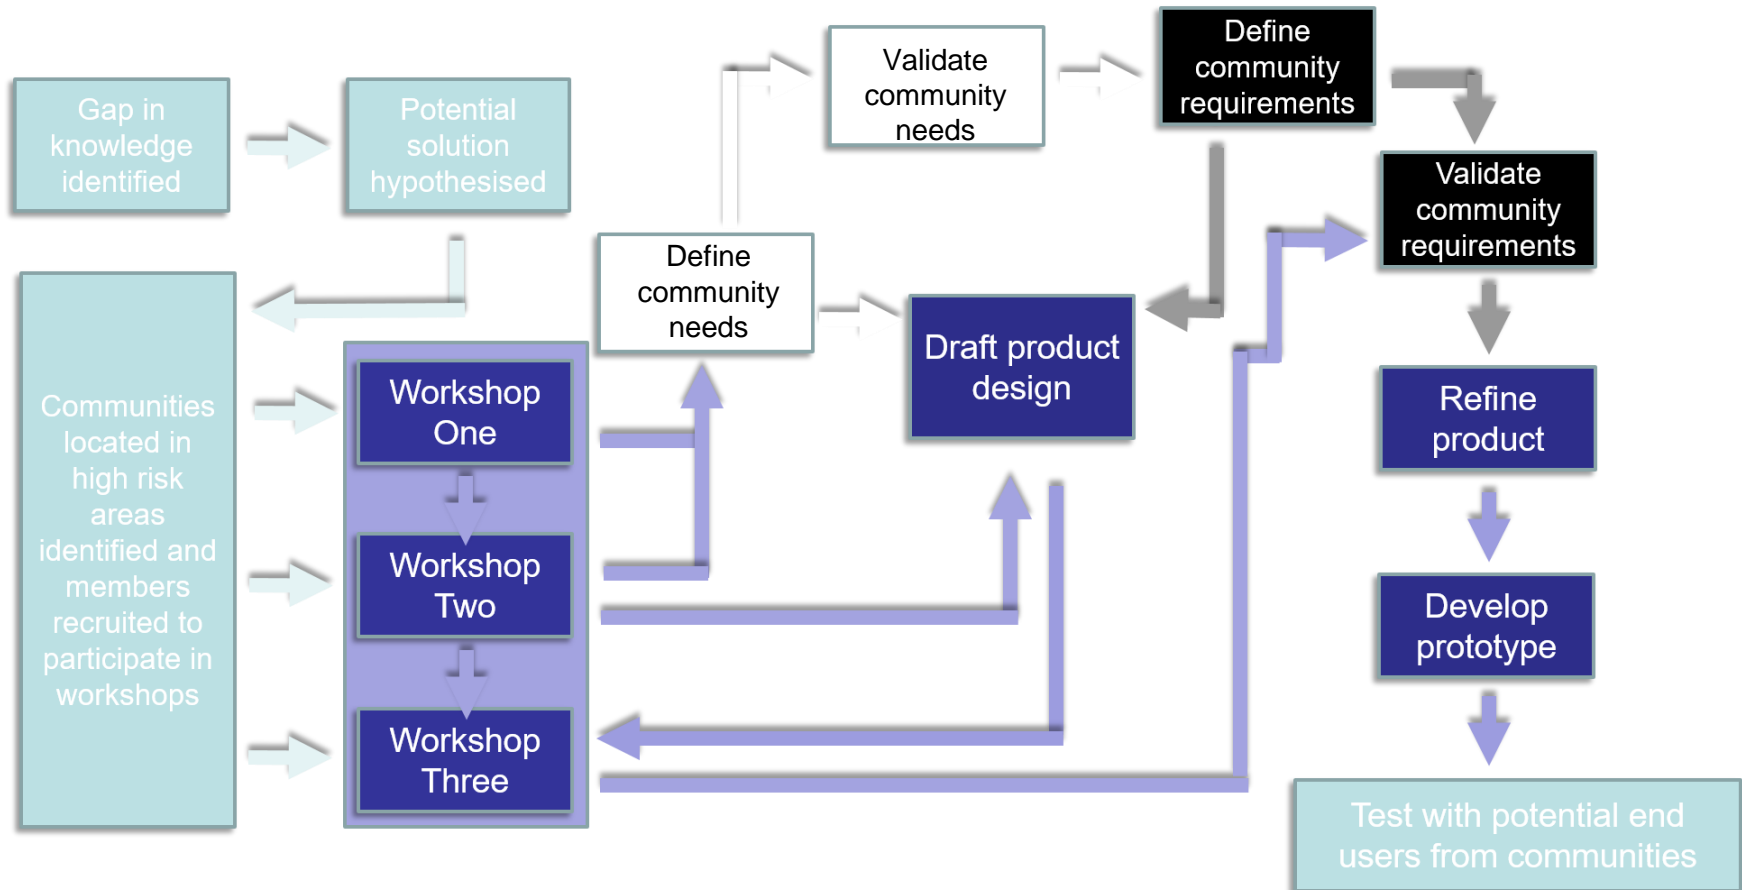 Gap in
knowledge
identified
Potential
solution
hypothesised
Communities
located in
high risk
areas
identified and
members
recruited to
participate in
workshops
Workshop
One
Workshop
Two
Workshop
Three
Define
community
needs
Validate
community
needs
Define
community
requirements
Draft product
design
Validate
community
requirements
Refine
product
Develop
prototype
Test with potential end
users from communities